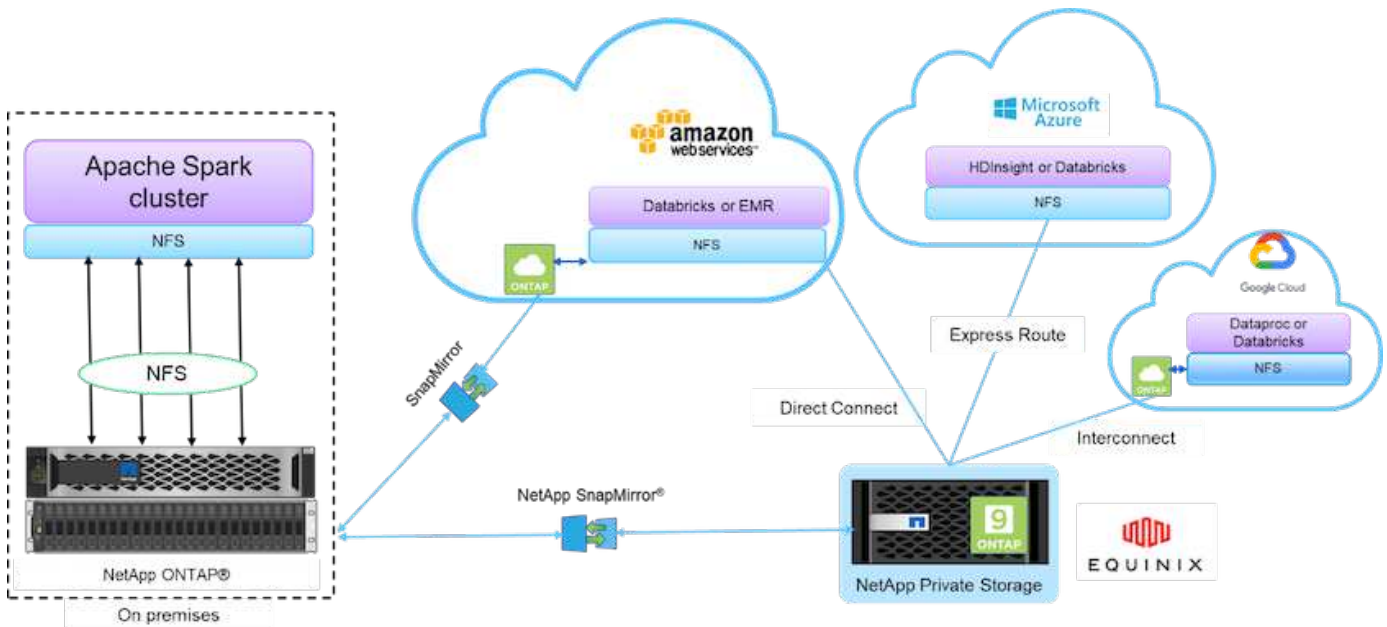 Apache Spark
cluster
NFS
NFS
NetApp ONTAP®
On premises
amazon
webservices™
Databricks or EMR
NFS
ONTAP
SnapMirror
NetApp SnapMirror®
Microsoft
Azure
HDInsight or Databricks
NFS
Express Route
Direct Connect
Interconnect
Google Cloud
Dataproc or
Databricks
NFS
ONTAP
9
ONTAP
NetApp Private Storage
EQUINIX